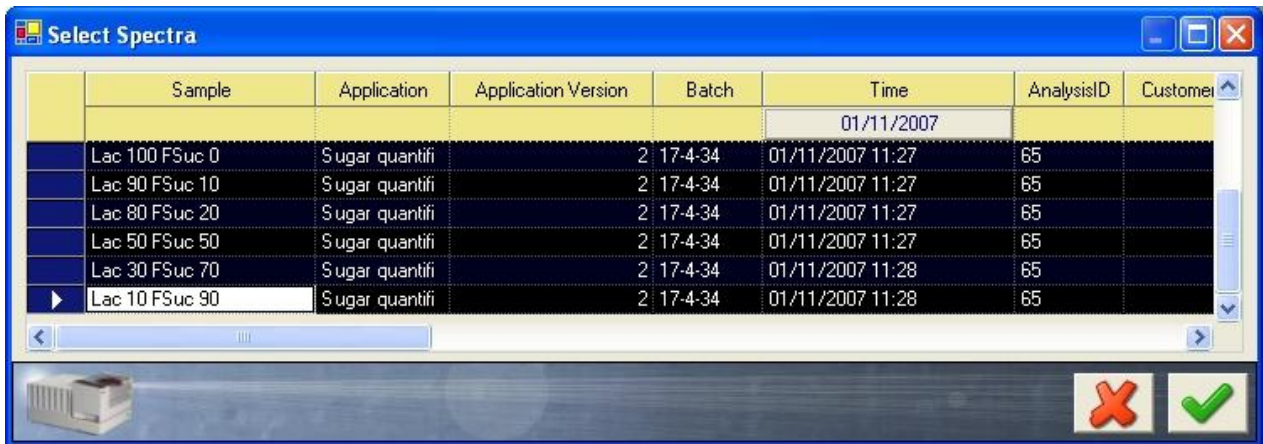 Select Spectra
Sample Application Application Version Batch Time AnalysisID Customer
01/11/2007
Lac 100 FSuc 0 Sugar quantifi 2 17-4-34 01/11/2007 11:27 65
Lac 90 FSuc 10 Sugar quantifi 2 17-4-34 01/11/2007 11:27 65
Lac 80 FSuc 20 Sugar quantifi 2 17-4-34 01/11/2007 11:27 65
Lac 50 FSuc 50 Sugar quantifi 2 17-4-34 01/11/2007 11:27 65
Lac 30 FSuc 70 Sugar quantifi 2 17-4-34 01/11/2007 11:28 65
Lac 10 FSuc 90 Sugar quantifi 2 17-4-34 01/11/2007 11:28 65